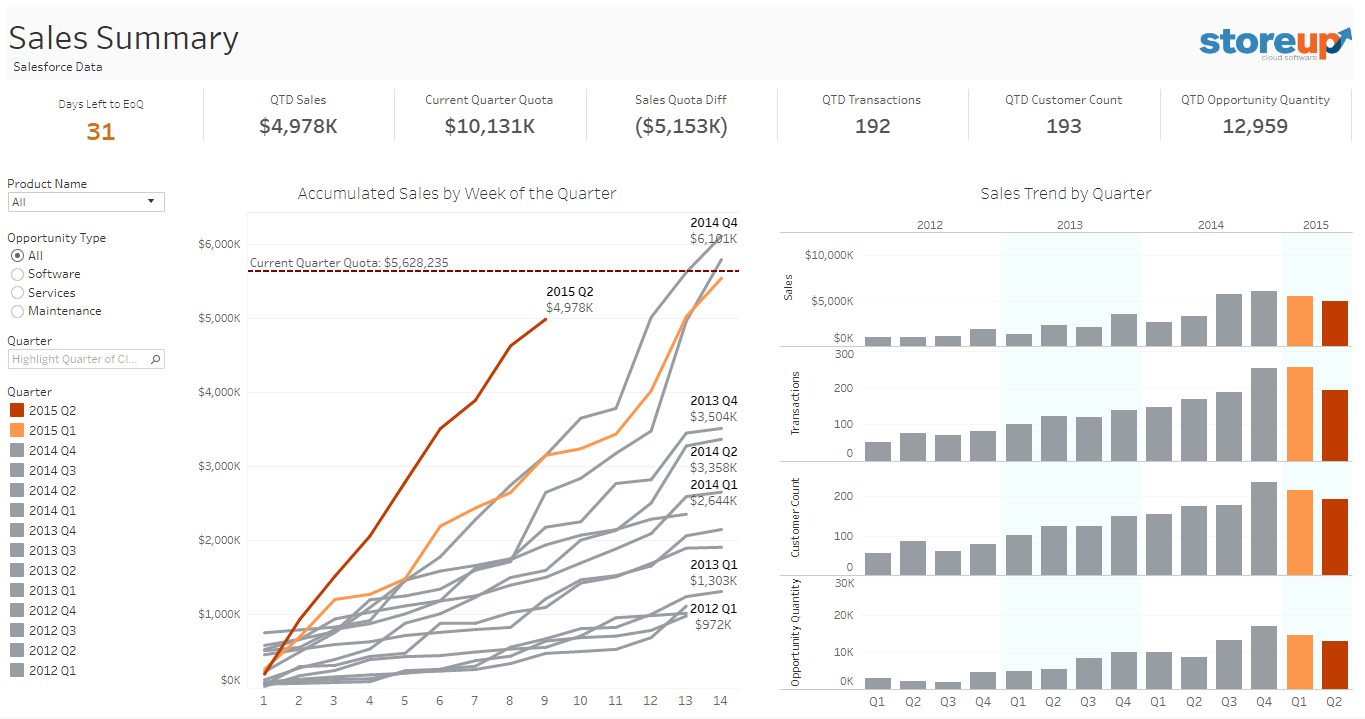 Sales Summary
Salesforce Data
storeup
cloud software
Days Left to EoQ
31
QTD Sales
$4,978K
Current Quarter Quota
$10,131K
Sales Quota Diff
($5,153K)
QTD Transactions
192
QTD Customer Count
193
QTD Opportunity Quantity
12,959
Product Name
All
Opportunity Type
All
Software
Services
Maintenance
Quarter
Highlight Quarter of Cl...
Quarter
2015 Q2
2015 Q1
2014 Q4
2014 Q3
2014 Q2
2014 Q1
2013 Q4
2013 Q3
2013 Q2
2013 Q1
2012 Q4
2012 Q3
2012 Q2
2012 Q1
Accumulated Sales by Week of the Quarter
$6,000K
$5,000K
$4,000K
$3,000K
$2,000K
$1,000K
$0K
Current Quarter Quota: $5,628,235
2014 Q4
$6,101K
2015 Q2
$4,978K
2013 Q4
$3,504K
2014 Q2
$3,358K
2014 Q1
$2,644K
2013 Q1
$1,303K
2012 Q1
$972K
1 2 3 4 5 6 7 8 9 10 11 12 13 14
Sales Trend by Quarter
2012 2013 2014 2015
Sales
$10,000K
$5,000K
$0K
Transactions
300
200
100
0
Customer Count
200
100
0
Opportunity Quantity
30K
20K
10K
0K
Q1 Q2 Q3 Q4 Q1 Q2 Q3 Q4 Q1 Q2 Q3 Q4 Q1 Q2